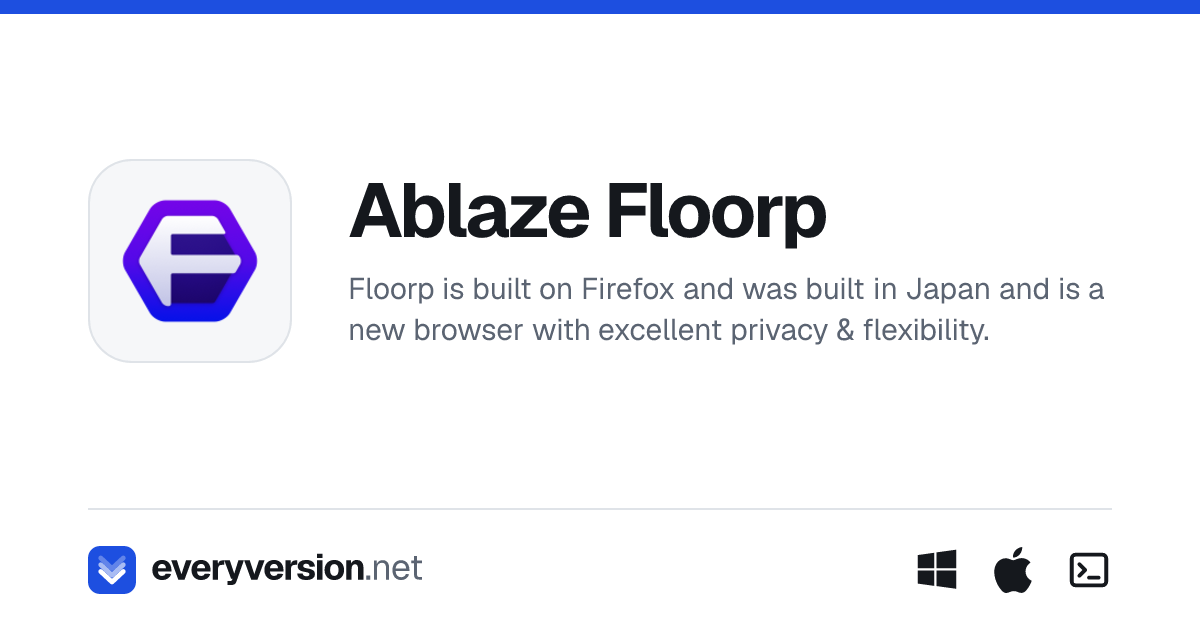 Ablaze Floorp
Floorp is built on Firefox and was built in Japan and is a
new browser with excellent privacy & flexibility.
everyversion.net